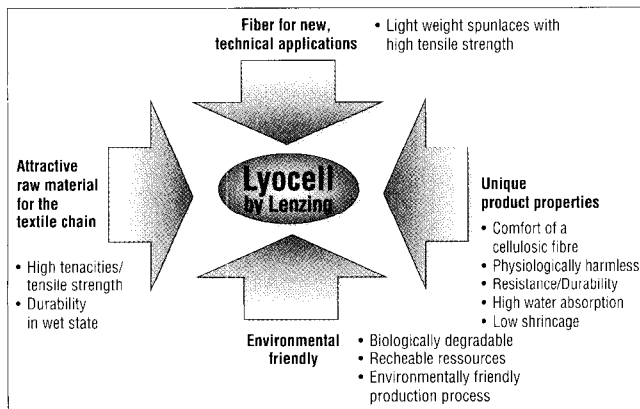 Fiber for new,
technical applications
• Light weight spunlaces with
high tensile strength
Attractive
raw material
for the
textile chain
• High tenacities/
tensile strength
• Durability
in wet state
Lyocell
by Lenzing
Unique
product properties
• Comfort of a
cellulosic fibre
• Physiologically harmless
• Resistance/Durability
• High water absorption
• Low shrincage
Environmental
friendly
• Biologically degradable
• Recheable ressources
• Environmentally friendly
production process